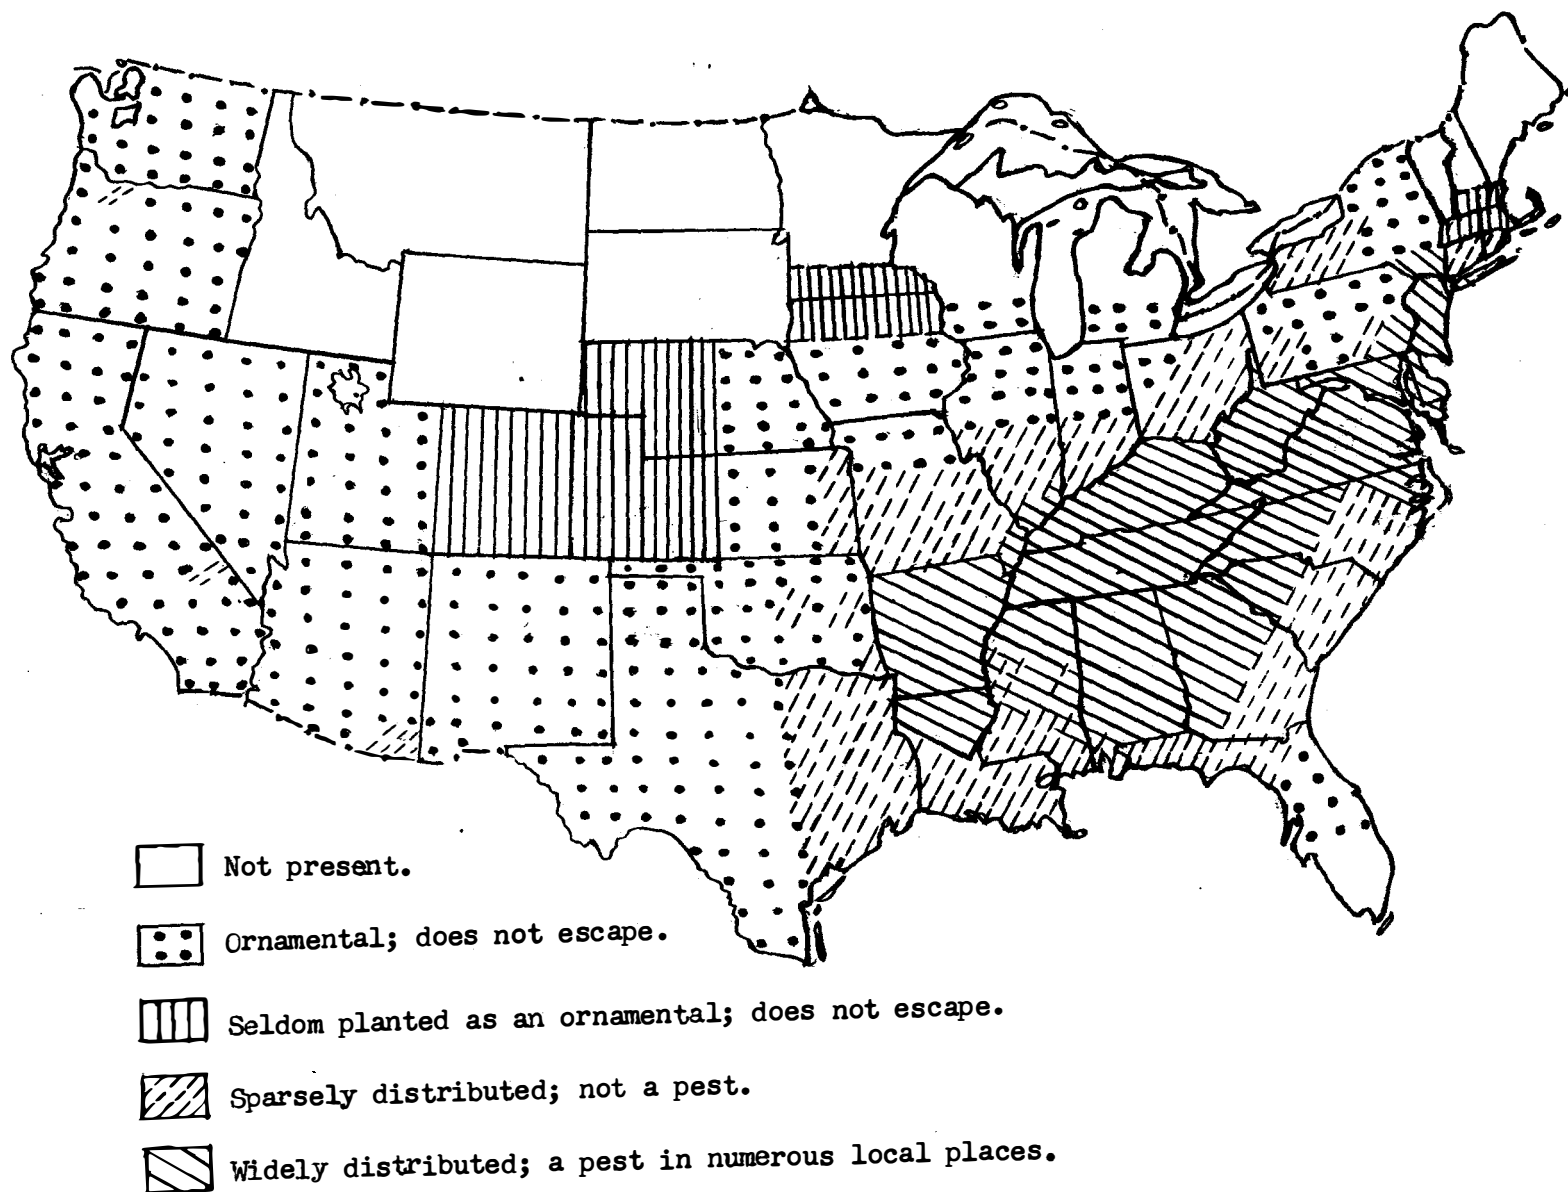 Not present.
Ornamental; does not escape.
Seldom planted as an ornamental; does not escape.
Sparsely distributed; not a pest.
Widely distributed; a pest in numerous local places.